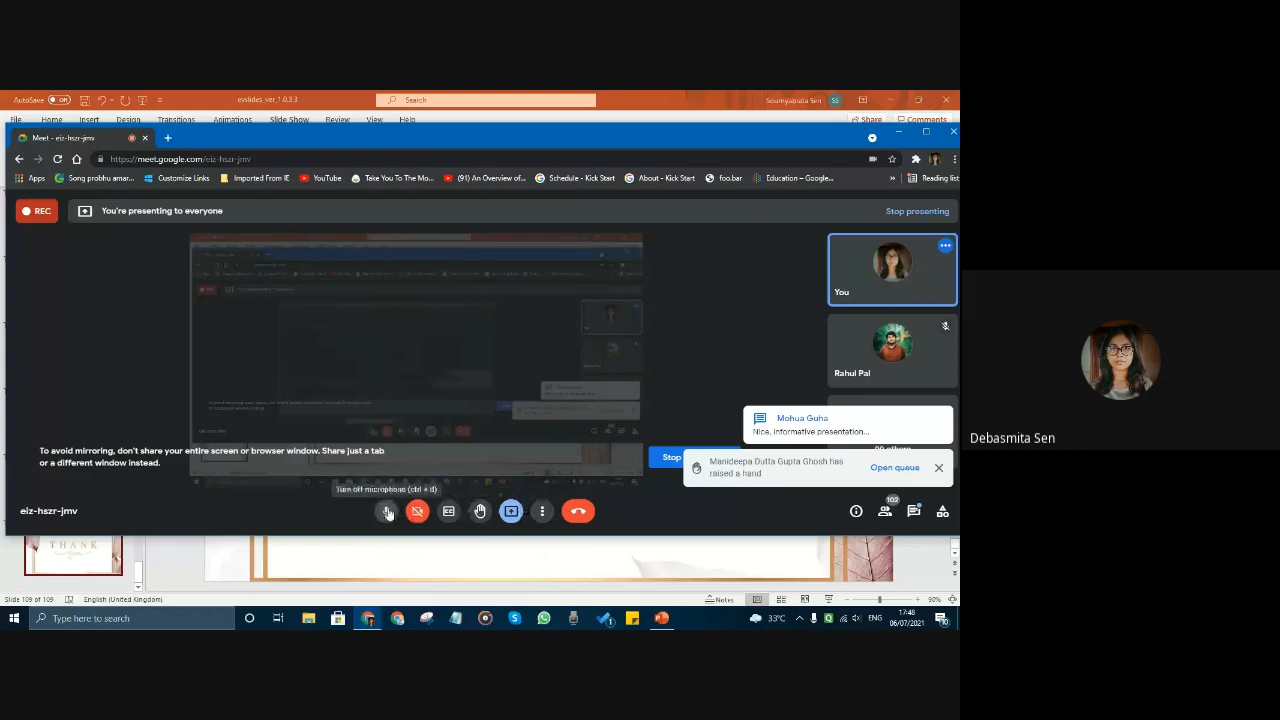 AutoSave Off
evslides_ver_1.0.3.3
Search
Soumyabrata Sen SS
File Home Insert Design Transitions Animations Slide Show Review View Help
Share Comments
Meet - eiz-hszr-jmv
https://meet.google.com/eiz-hszr-jmv
Apps Song prabhu amar... Customize Links Imported From IE YouTube Take You To The Mo... (91) An Overview of... Schedule - Kick Start About - Kick Start foo.bar Education – Google... » Reading list
REC You're presenting to everyone Stop presenting
You
Rahul Pal
Mohua Guha
Nice, informative presentation...
To avoid mirroring, don't share your entire screen or browser window. Share just a tab
or a different window instead.
Stop
Manideepa Dutta Gupta Ghosh has
raised a hand
Open queue
Turn off microphone (ctrl + d)
eiz-hszr-jmv
102
Debasmita Sen
THANK
Slide 109 of 109 English (United Kingdom) Notes 90%
Type here to search
33°C ENG
17:48
06/07/2021